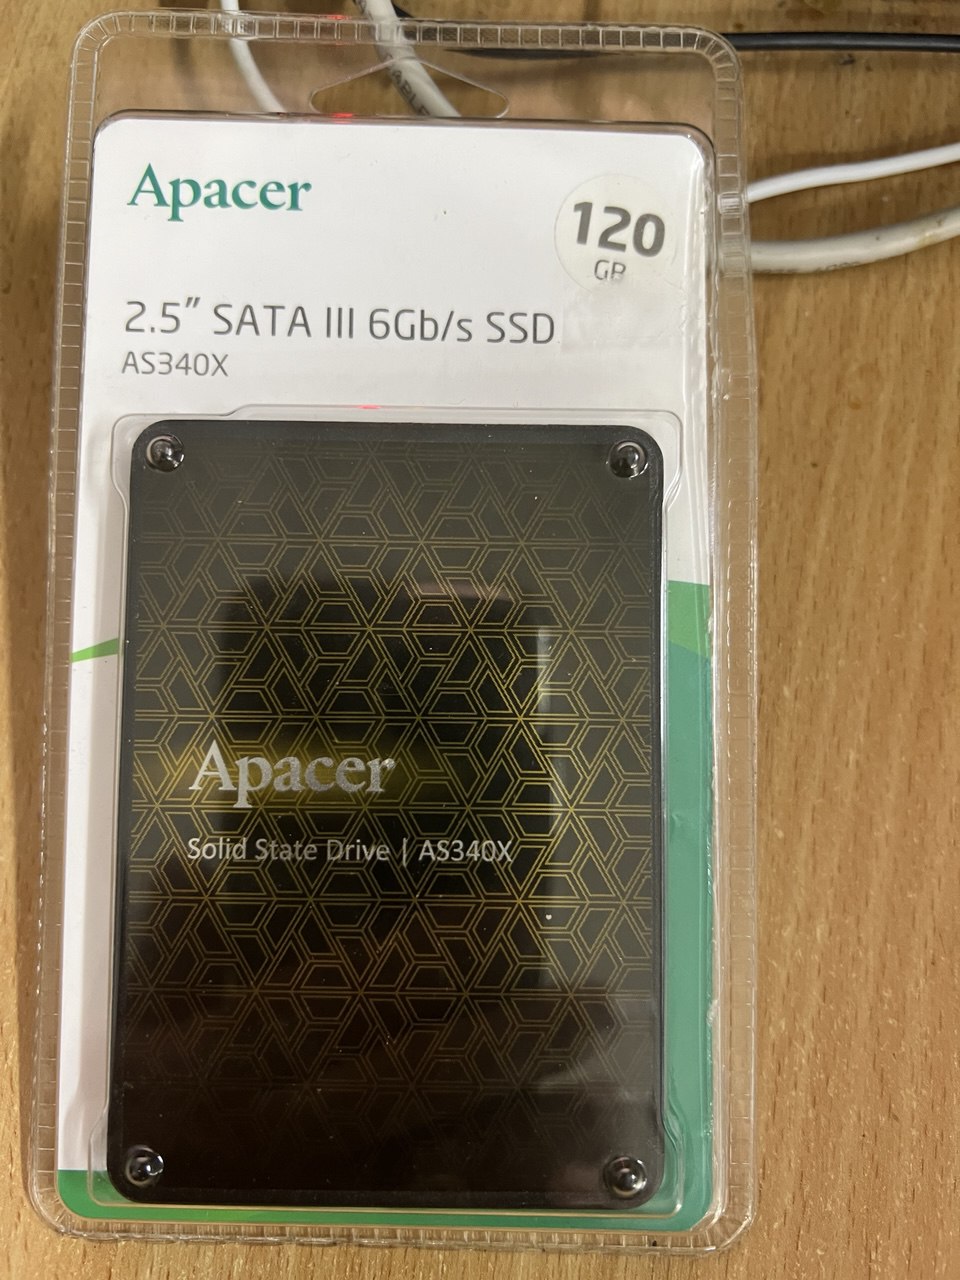 Apacer
120
GB
2.5" SATA III 6Gb/s SSD
AS340X
Apacer
Solid State Drive | AS340X